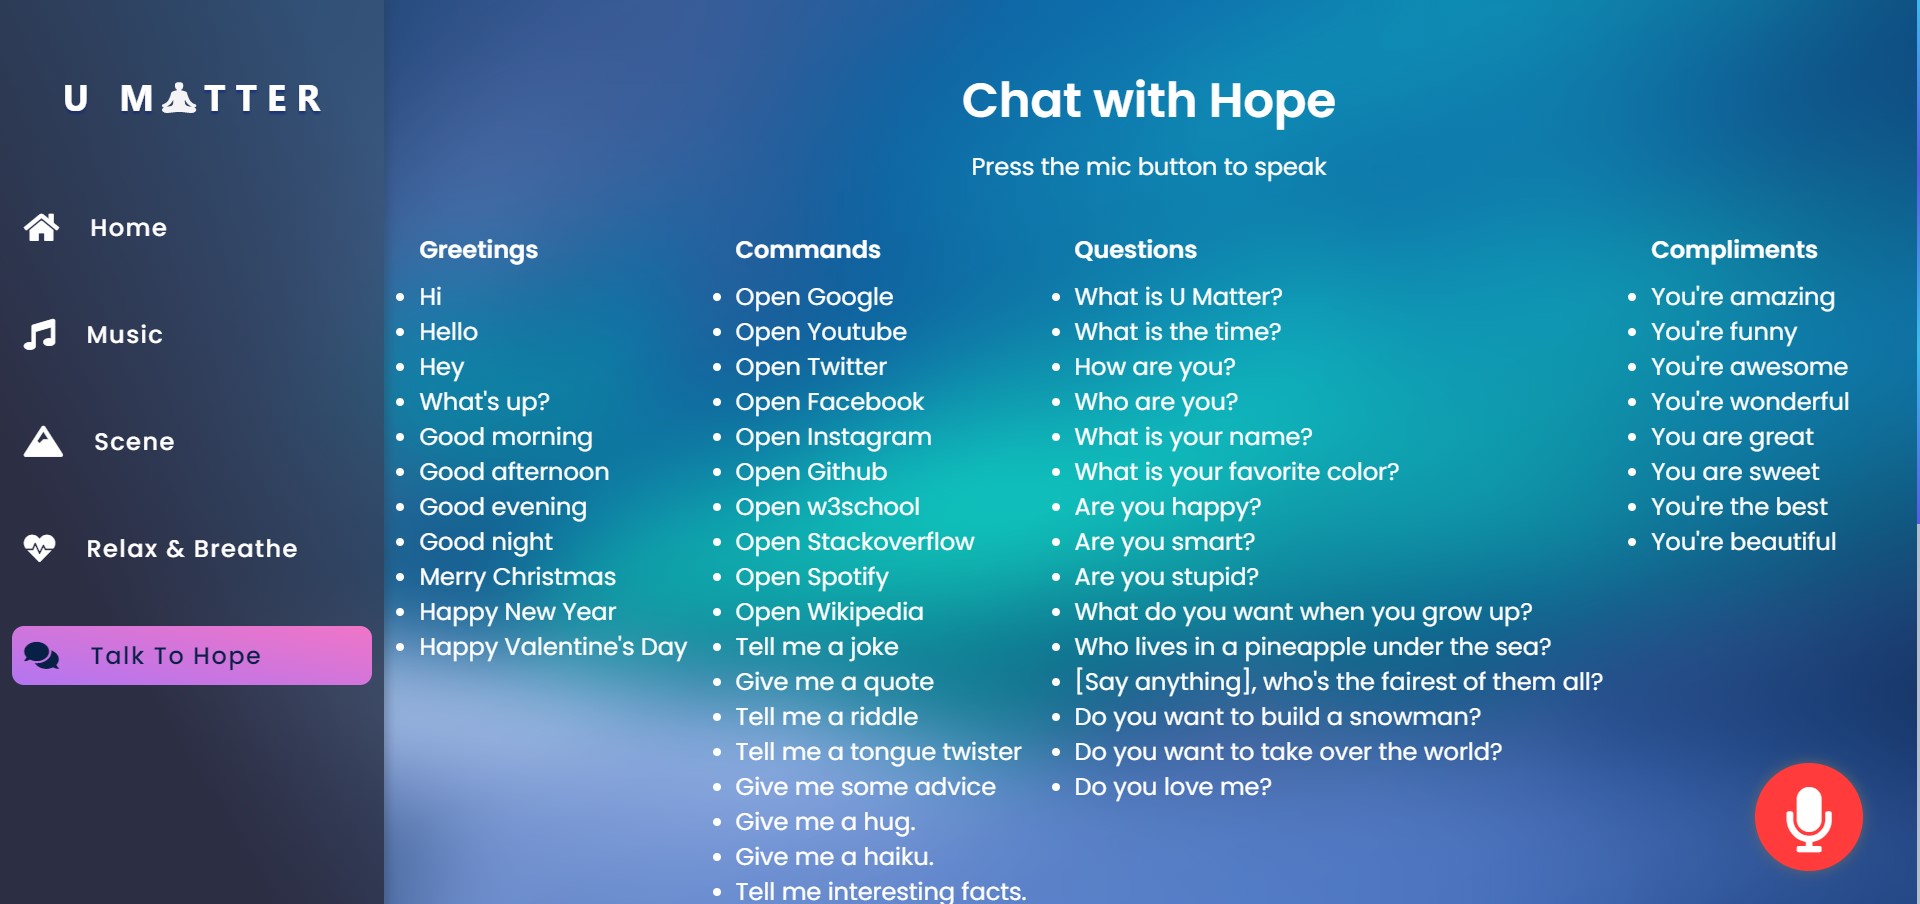 U MATTER
Home
Music
Scene
Relax & Breathe
Talk To Hope
Chat with Hope
Press the mic button to speak
Greetings
Hi
Hello
Hey
What's up?
Good morning
Good afternoon
Good evening
Good night
Merry Christmas
Happy New Year
Happy Valentine's Day
Commands
Open Google
Open Youtube
Open Twitter
Open Facebook
Open Instagram
Open Github
Open w3school
Open Stackoverflow
Open Spotify
Open Wikipedia
Tell me a joke
Give me a quote
Tell me a riddle
Tell me a tongue twister
Give me some advice
Give me a hug.
Give me a haiku.
Tell me interesting facts.
Questions
What is U Matter?
What is the time?
How are you?
Who are you?
What is your name?
What is your favorite color?
Are you happy?
Are you smart?
Are you stupid?
What do you want when you grow up?
Who lives in a pineapple under the sea?
[Say anything], who's the fairest of them all?
Do you want to build a snowman?
Do you want to take over the world?
Do you love me?
Compliments
You're amazing
You're funny
You're awesome
You're wonderful
You are great
You are sweet
You're the best
You're beautiful